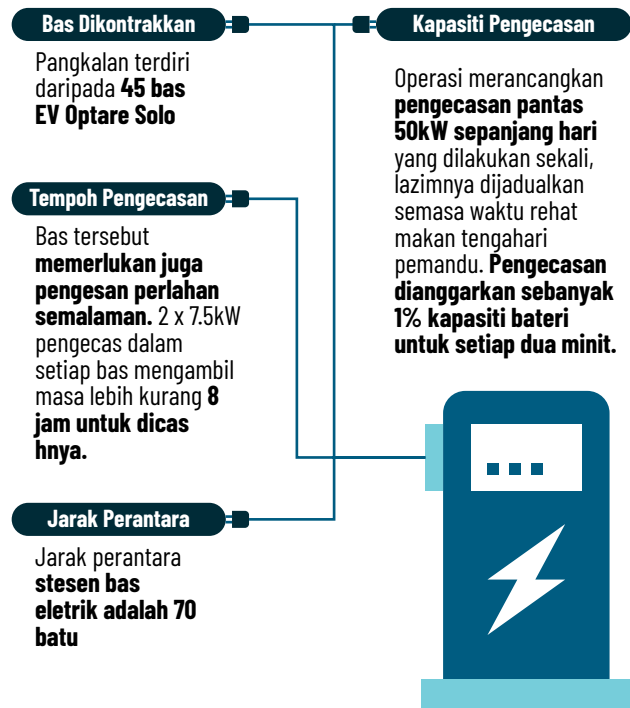 Bas Dikontrakkan
Pangkalan terdiri
daripada 45 bas
EV Optare Solo
Tempoh Pengecasan
Bas tersebut
memerlukan juga
pengesan perlahan
semalaman. 2 x 7.5kW
pengecas dalam
setiap bas mengambil
masa lebih kurang 8
jam untuk dicas
hnya.
Jarak Perantara
Jarak perantara
stesen bas
eletrik adalah 70
batu
Kapasiti Pengecasan
Operasi merancangkan
pengecasan pantas
50kW sepanjang hari
yang dilakukan sekali,
lazimnya dijadualkan
semasa waktu rehat
makan tengahari
pemandu. Pengecasan
dianggarkan sebanyak
1% kapasiti bateri
untuk setiap dua minit.